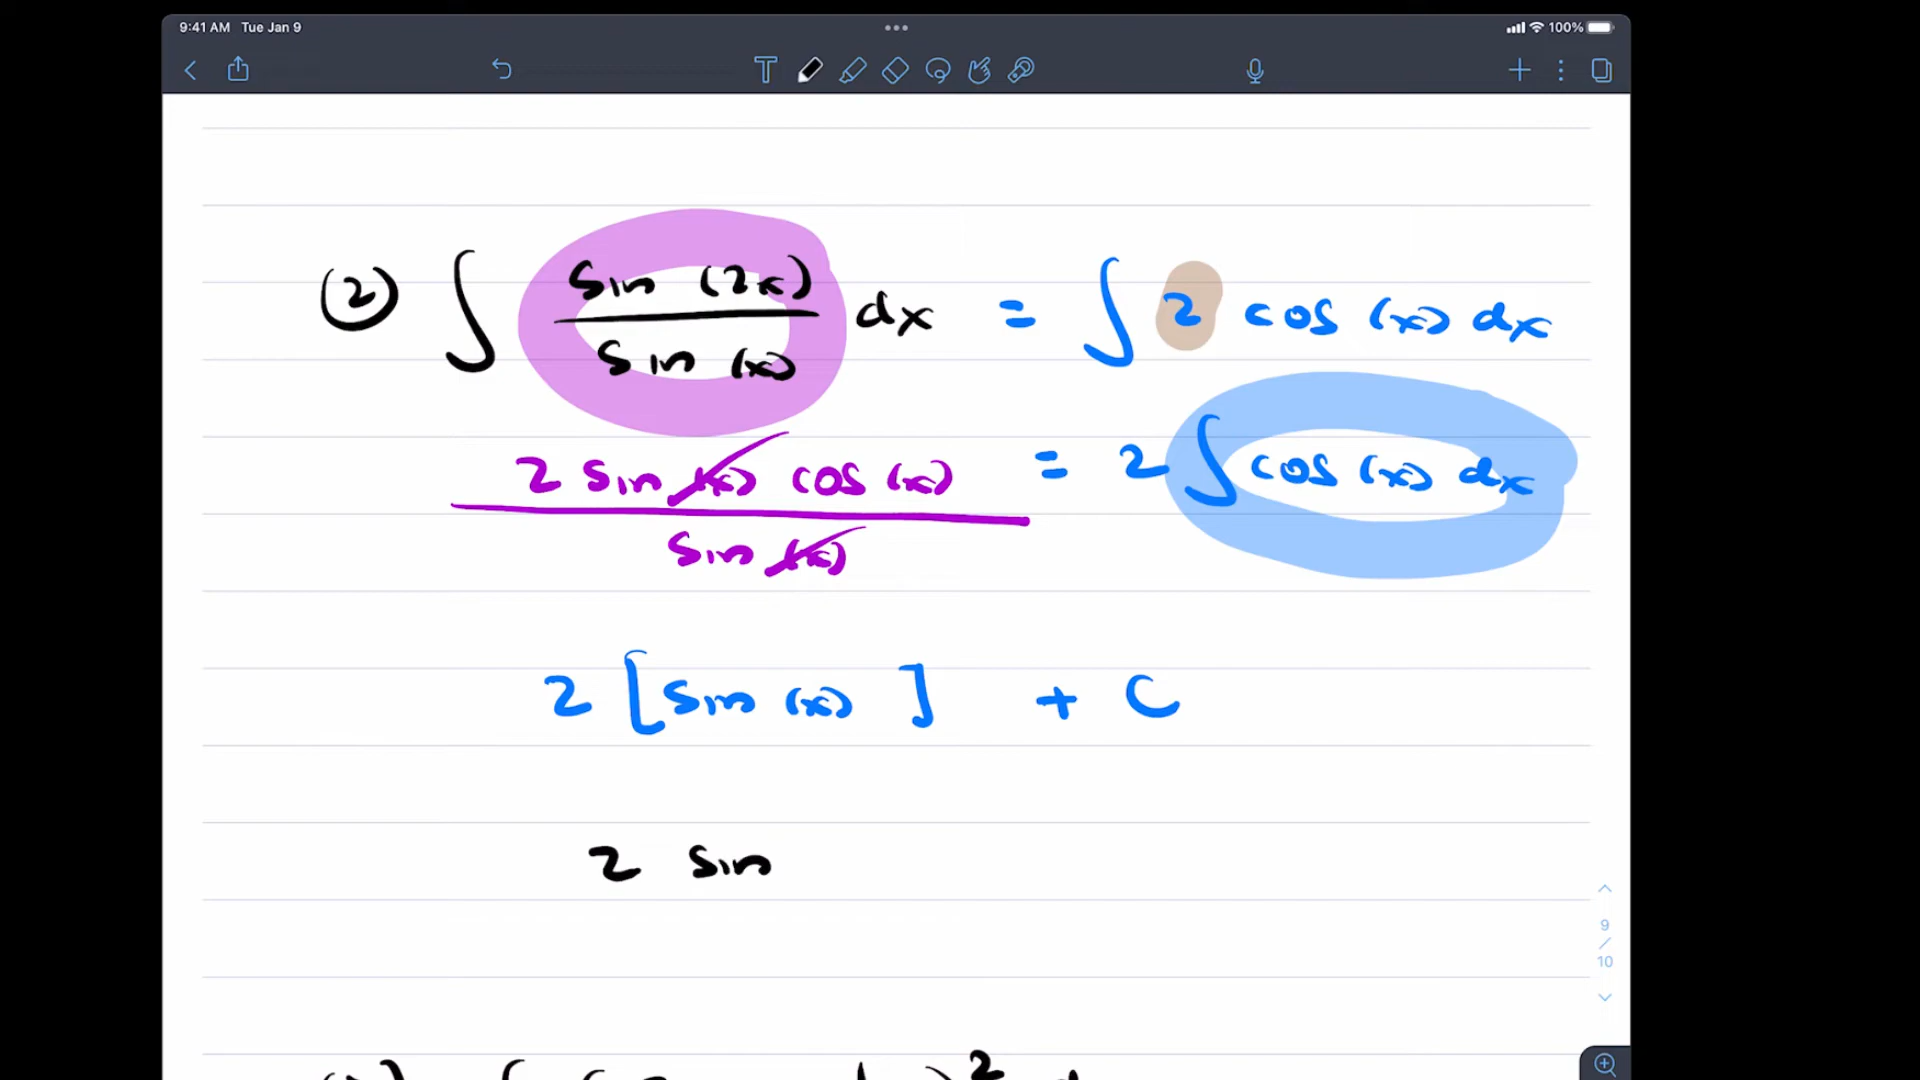 9:41 AM Tue Jan 9
100%
(2) ∫ sin (2x) / sin (x) dx = ∫ 2 cos (x) dx
2 sin (x) cos (x) / sin (x) = 2 ∫ cos (x) dx
2 [sin (x)] + C
2 sin
9 / 10